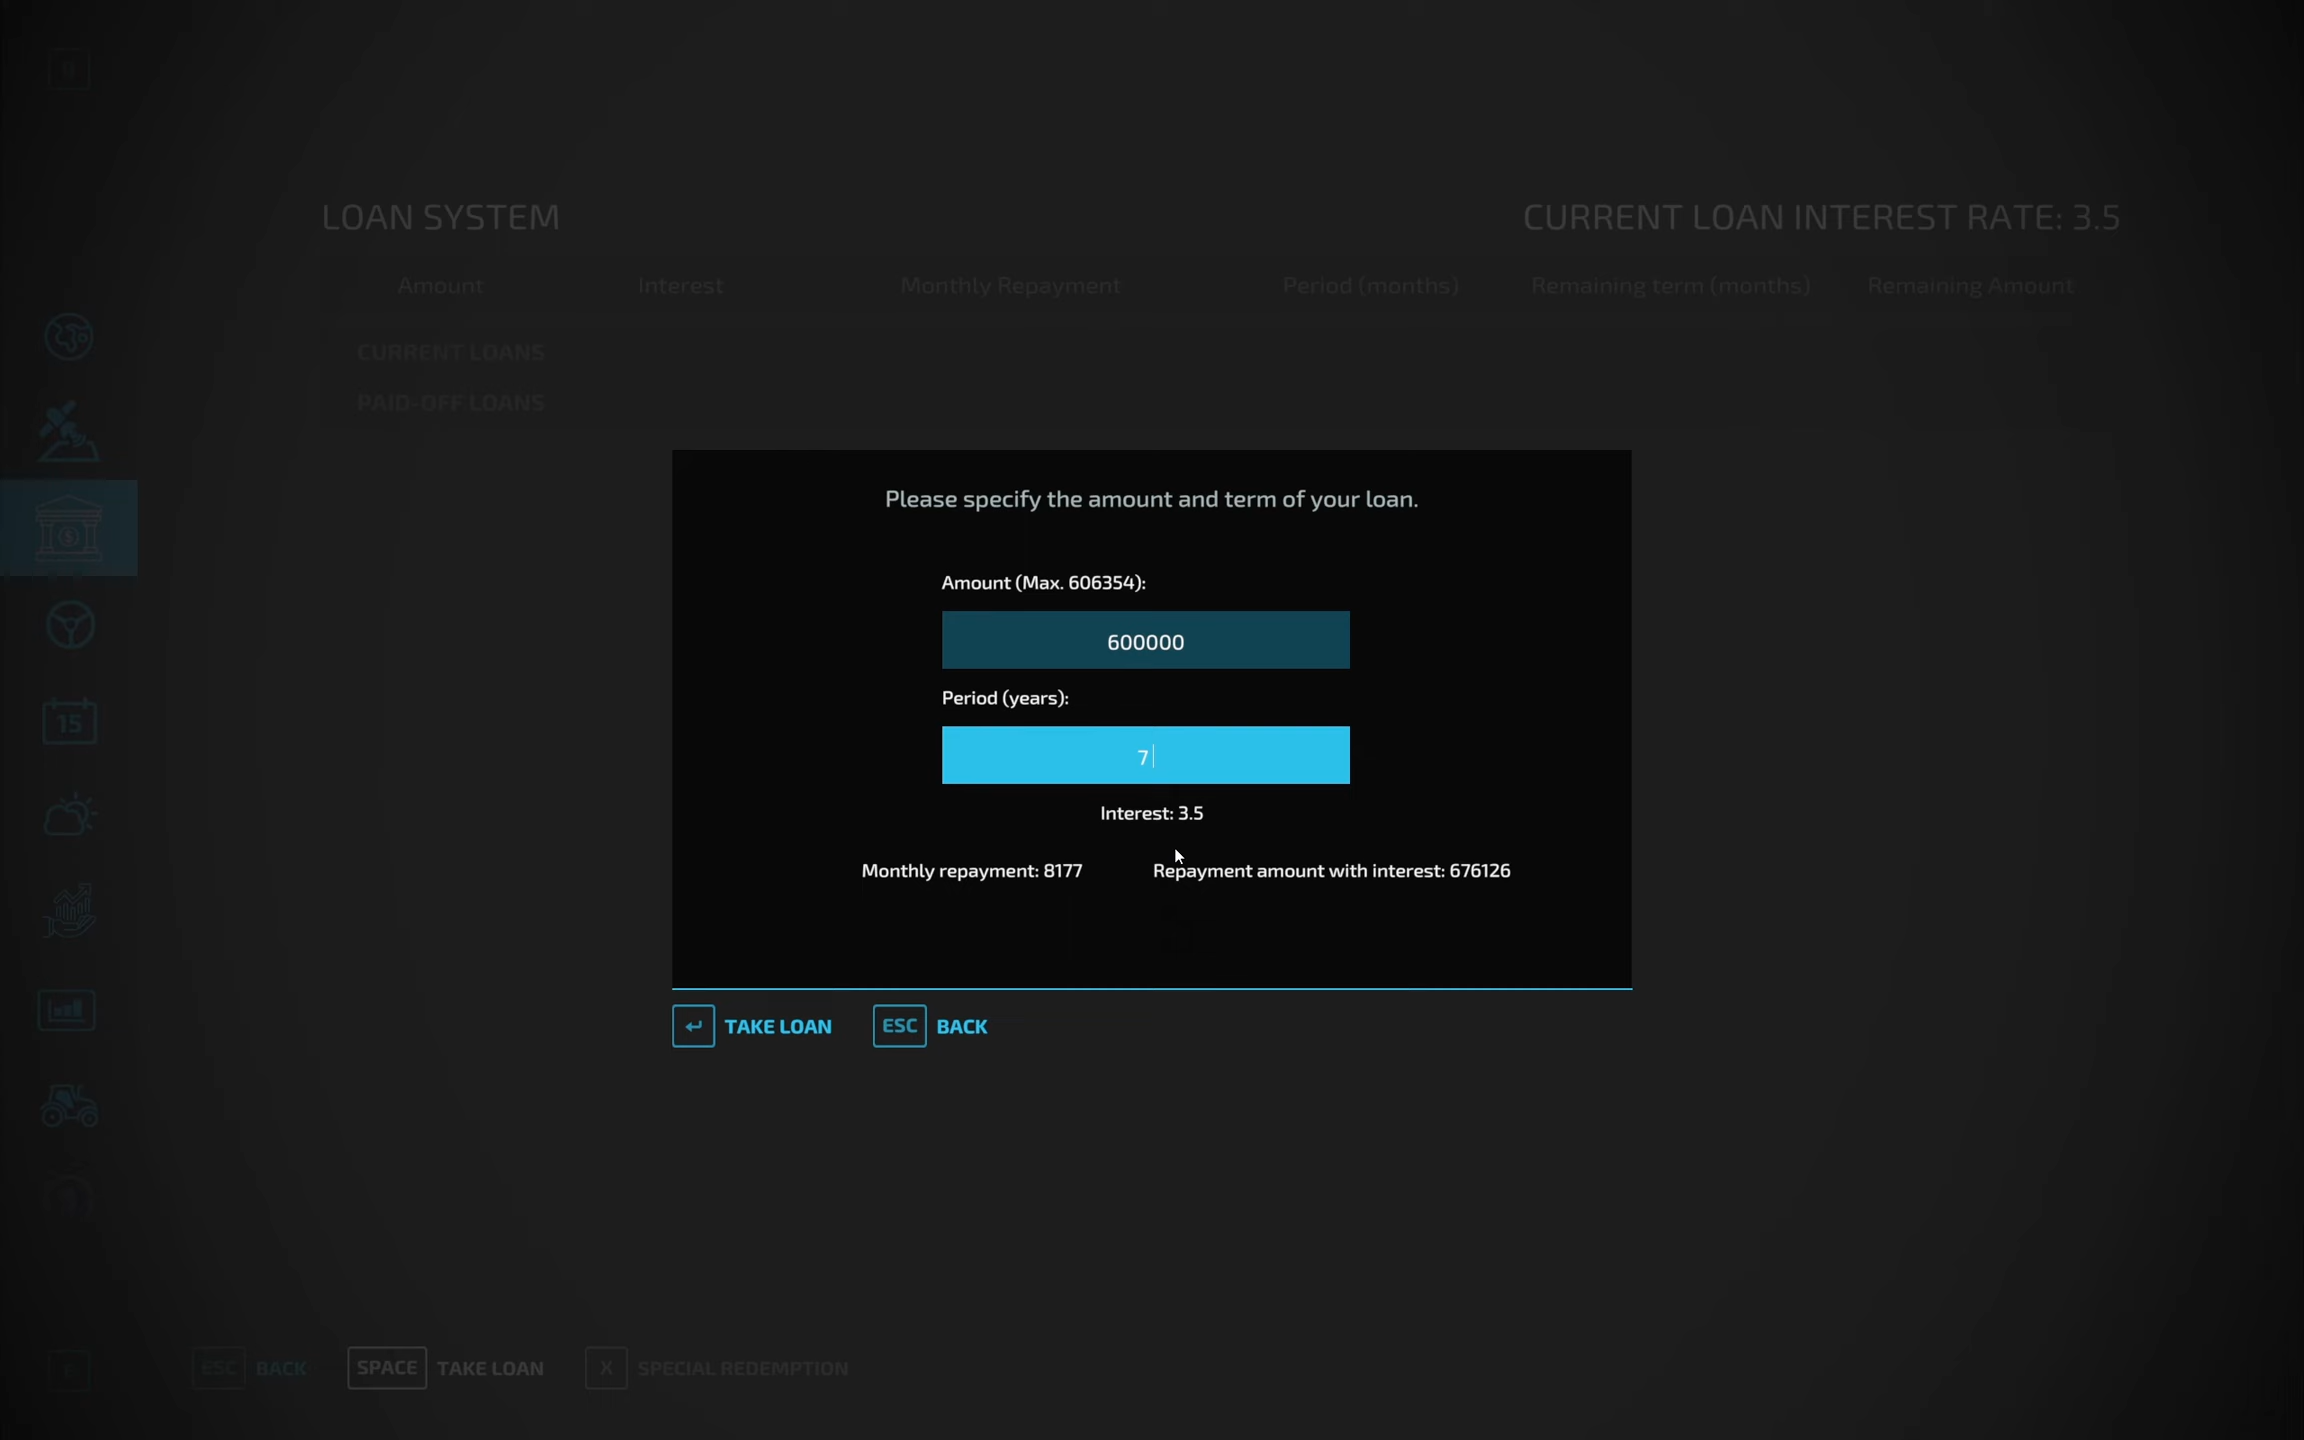 LOAN SYSTEM
CURRENT LOAN INTEREST RATE: 3.5
Amount Interest Monthly Repayment Period (months) Remaining term (months) Remaining Amount
CURRENT LOANS
PAID-OFF LOANS
Please specify the amount and term of your loan.
Amount (Max. 606354):
600000
Period (years):
7
Interest: 3.5
Monthly repayment: 8177
Repayment amount with interest: 676126
TAKE LOAN
ESC BACK
15
ESC BACK
SPACE TAKE LOAN
X SPECIAL REDEMPTION